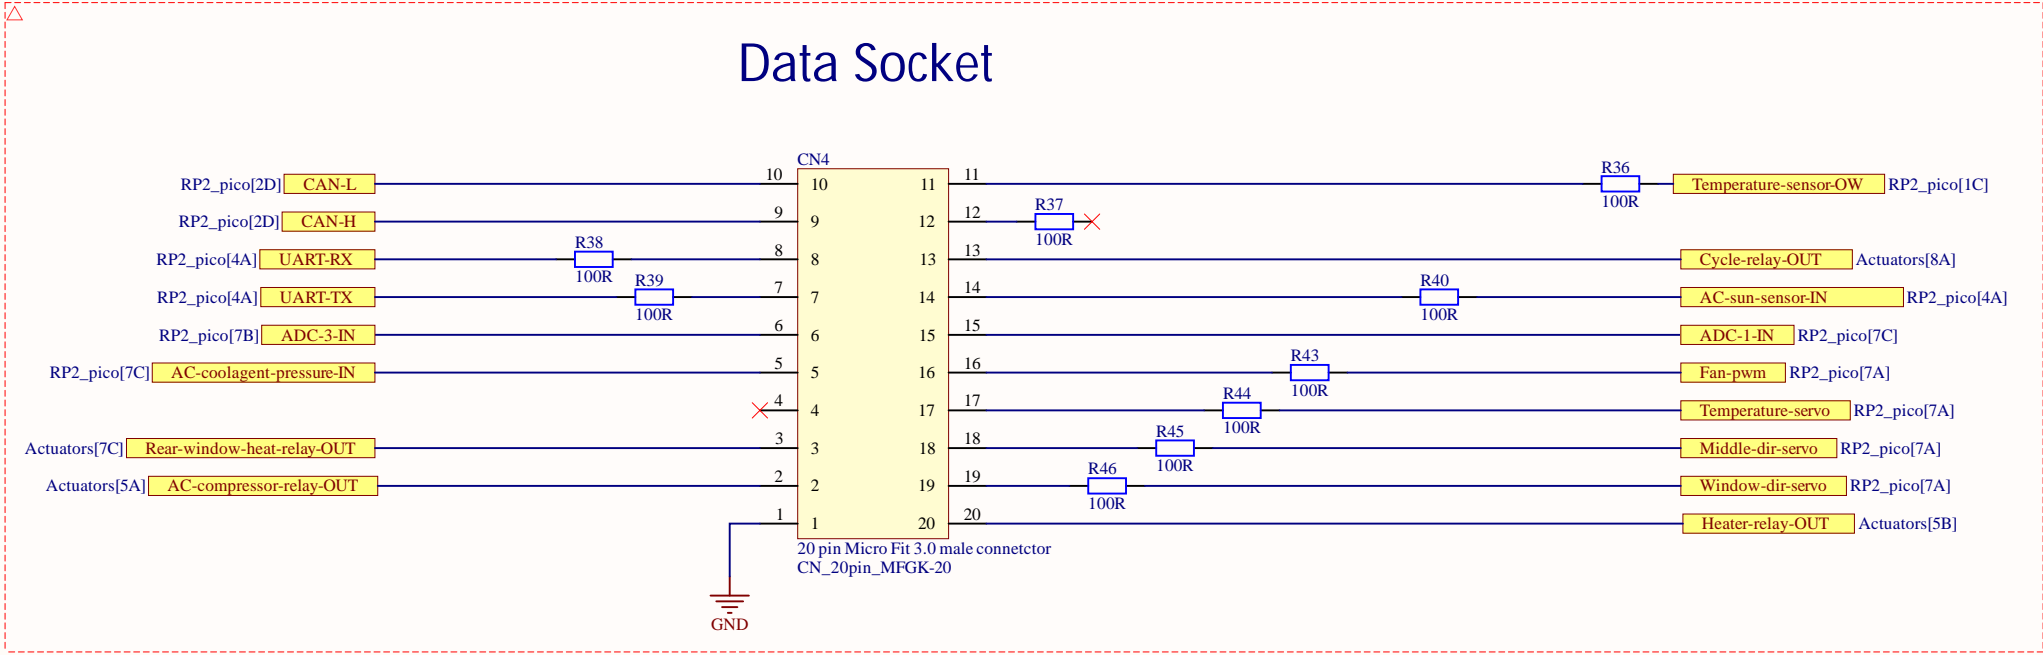 Data Socket
CN4
RP2_pico[2D] CAN-L 10 10 11 11 R36 100R Temperature-sensor-OW RP2_pico[1C]
RP2_pico[2D] CAN-H 9 9 12 12 R37 100R
RP2_pico[4A] UART-RX R38 100R 8 8 13 13 Cycle-relay-OUT Actuators[8A]
RP2_pico[4A] UART-TX R39 100R 7 7 14 14 R40 100R AC-sun-sensor-IN RP2_pico[4A]
RP2_pico[7B] ADC-3-IN 6 6 15 15 ADC-1-IN RP2_pico[7C]
RP2_pico[7C] AC-coolagent-pressure-IN 5 5 16 16 R43 100R Fan-pwm RP2_pico[7A]
4 4 17 17 R44 100R Temperature-servo RP2_pico[7A]
Actuators[7C] Rear-window-heat-relay-OUT 3 3 18 18 R45 100R Middle-dir-servo RP2_pico[7A]
Actuators[5A] AC-compressor-relay-OUT 2 2 19 19 R46 100R Window-dir-servo RP2_pico[7A]
1 1 20 20 Heater-relay-OUT Actuators[5B]
20 pin Micro Fit 3.0 male connetctor
CN_20pin_MFGK-20
GND